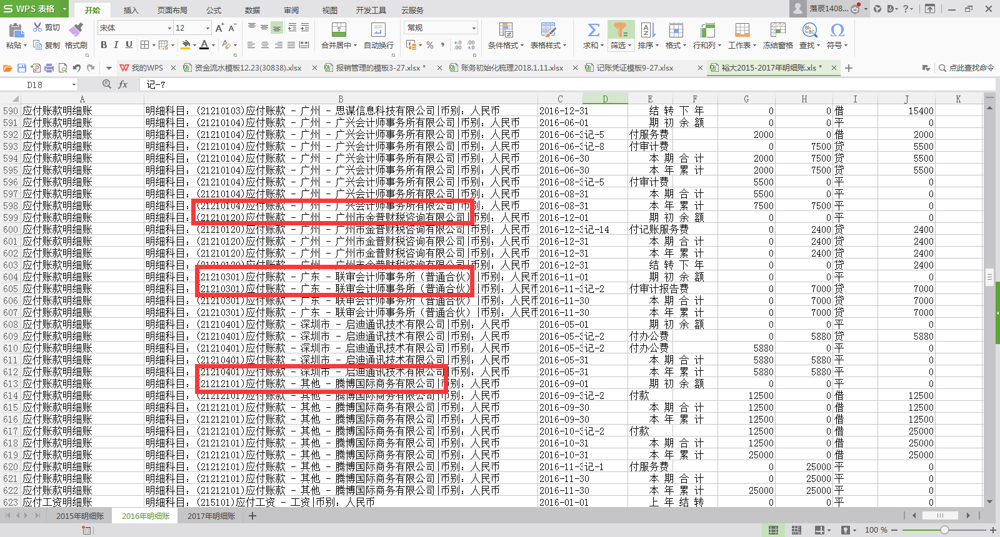 WPS 表格 开始 插入 页面布局 公式 数据 审阅 视图 开发工具 云服务 落辰1408...
粘贴 剪切 复制 格式刷 宋体 12 B I U A 合并居中 自动换行 常规 % 条件格式 表格样式 求和 筛选 排序 格式 行和列 工作表 冻结窗格 查找 符号
我的WPS 资金流水模板12.23(30838).xlsx 报销管理的模板3-27.xlsx * 账务初始化梳理2018.1.11.xlsx 记账凭证模板9-27.xlsx 裕大2015-2017年明细账.xls * 点此查找命令
D18 fx 记-7
A B C D E F G H I J K
590 应付账款明细账 明细科目: (21210103)应付账款 - 广州 - 思谋信息科技有限公司|币别: 人民币 2016-12-31 结 转 下 年 0 0 借 15400
591 应付账款明细账 明细科目: (21210104)应付账款 - 广州 - 广兴会计师事务所有限公司|币别: 人民币 2016-06-01 期 初 余 额 0 0 平 0
592 应付账款明细账 明细科目: (21210104)应付账款 - 广州 - 广兴会计师事务所有限公司|币别: 人民币 2016-06-3 记-5 付服务费 2000 0 借 2000
593 应付账款明细账 明细科目: (21210104)应付账款 - 广州 - 广兴会计师事务所有限公司|币别: 人民币 2016-06-3 记-8 付审计费 0 7500 贷 5500
594 应付账款明细账 明细科目: (21210104)应付账款 - 广州 - 广兴会计师事务所有限公司|币别: 人民币 2016-06-30 本 期 合 计 2000 7500 贷 5500
595 应付账款明细账 明细科目: (21210104)应付账款 - 广州 - 广兴会计师事务所有限公司|币别: 人民币 2016-06-30 本 年 累 计 2000 7500 贷 5500
596 应付账款明细账 明细科目: (21210104)应付账款 - 广州 - 广兴会计师事务所有限公司|币别: 人民币 2016-08-3 记-5 付审计费 5500 0 平 0
597 应付账款明细账 明细科目: (21210104)应付账款 - 广州 - 广兴会计师事务所有限公司|币别: 人民币 2016-08-31 本 期 合 计 5500 0 平 0
598 应付账款明细账 明细科目: (21210104)应付账款 - 广州 - 广兴会计师事务所有限公司|币别: 人民币 2016-08-31 本 年 累 计 7500 7500 平 0
599 应付账款明细账 明细科目: (21210120)应付账款 - 广州 - 广州市金普财税咨询有限公司|币别: 人民币 2016-12-01 期 初 余 额 0 0 平 0
600 应付账款明细账 明细科目: (21210120)应付账款 - 广州 - 广州市金普财税咨询有限公司|币别: 人民币 2016-12-3 记-14 付记账服务费 0 2400 贷 2400
601 应付账款明细账 明细科目: (21210120)应付账款 - 广州 - 广州市金普财税咨询有限公司|币别: 人民币 2016-12-31 本 期 合 计 0 2400 贷 2400
602 应付账款明细账 明细科目: (21210120)应付账款 - 广州 - 广州市金普财税咨询有限公司|币别: 人民币 2016-12-31 本 年 累 计 0 2400 贷 2400
603 应付账款明细账 明细科目: (21210120)应付账款 - 广州 - 广州市金普财税咨询有限公司|币别: 人民币 2016-12-31 结 转 下 年 0 0 贷 2400
604 应付账款明细账 明细科目: (21210301)应付账款 - 广东 - 联审会计师事务所（普通合伙）|币别: 人民币 2016-11-01 期 初 余 额 0 0 平 0
605 应付账款明细账 明细科目: (21210301)应付账款 - 广东 - 联审会计师事务所（普通合伙）|币别: 人民币 2016-11-3 记-2 付审计报告费 0 7000 贷 7000
606 应付账款明细账 明细科目: (21210301)应付账款 - 广东 - 联审会计师事务所（普通合伙）|币别: 人民币 2016-11-30 本 期 合 计 0 7000 贷 7000
607 应付账款明细账 明细科目: (21210301)应付账款 - 广东 - 联审会计师事务所（普通合伙）|币别: 人民币 2016-11-30 本 年 累 计 0 7000 贷 7000
608 应付账款明细账 明细科目: (21210401)应付账款 - 深圳市 - 启迪通讯技术有限公司|币别: 人民币 2016-05-01 期 初 余 额 0 0 平 0
609 应付账款明细账 明细科目: (21210401)应付账款 - 深圳市 - 启迪通讯技术有限公司|币别: 人民币 2016-05-3 记-2 付办公费 0 5880 贷 5880
610 应付账款明细账 明细科目: (21210401)应付账款 - 深圳市 - 启迪通讯技术有限公司|币别: 人民币 2016-05-3 记-2 付办公费 5880 0 平 0
611 应付账款明细账 明细科目: (21210401)应付账款 - 深圳市 - 启迪通讯技术有限公司|币别: 人民币 2016-05-31 本 期 合 计 5880 5880 平 0
612 应付账款明细账 明细科目: (21210401)应付账款 - 深圳市 - 启迪通讯技术有限公司|币别: 人民币 2016-05-31 本 年 累 计 5880 5880 平 0
613 应付账款明细账 明细科目: (21212101)应付账款 - 其他 - 腾博国际商务有限公司|币别: 人民币 2016-09-01 期 初 余 额 0 0 平 0
614 应付账款明细账 明细科目: (21212101)应付账款 - 其他 - 腾博国际商务有限公司|币别: 人民币 2016-09-3 记-2 付款 12500 0 借 12500
615 应付账款明细账 明细科目: (21212101)应付账款 - 其他 - 腾博国际商务有限公司|币别: 人民币 2016-09-30 本 期 合 计 12500 0 借 12500
616 应付账款明细账 明细科目: (21212101)应付账款 - 其他 - 腾博国际商务有限公司|币别: 人民币 2016-09-30 本 年 累 计 12500 0 借 12500
617 应付账款明细账 明细科目: (21212101)应付账款 - 其他 - 腾博国际商务有限公司|币别: 人民币 2016-10-3 记-2 付款 12500 0 借 25000
618 应付账款明细账 明细科目: (21212101)应付账款 - 其他 - 腾博国际商务有限公司|币别: 人民币 2016-10-31 本 期 合 计 12500 0 借 25000
619 应付账款明细账 明细科目: (21212101)应付账款 - 其他 - 腾博国际商务有限公司|币别: 人民币 2016-10-31 本 年 累 计 25000 0 借 25000
620 应付账款明细账 明细科目: (21212101)应付账款 - 其他 - 腾博国际商务有限公司|币别: 人民币 2016-11-3 记-1 付服务费 0 25000 平 0
621 应付账款明细账 明细科目: (21212101)应付账款 - 其他 - 腾博国际商务有限公司|币别: 人民币 2016-11-30 本 期 合 计 0 25000 平 0
622 应付账款明细账 明细科目: (21212101)应付账款 - 其他 - 腾博国际商务有限公司|币别: 人民币 2016-11-30 本 年 累 计 25000 25000 平 0
623 应付工资明细账 明细科目: (215101)应付工资 - 工资|币别: 人民币 2016-01-01 上 年 结 转 0 0 平 0
2015年明细账 2016年明细账 2017年明细账
100 %